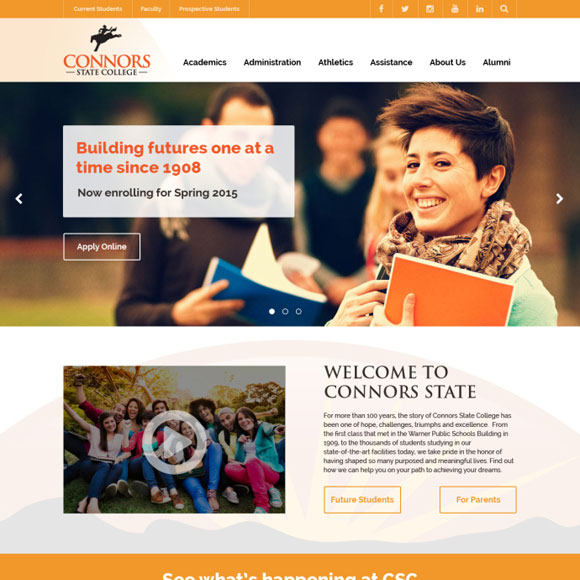 Current Students Faculty Prospective Students
CONNORS
STATE COLLEGE
Academics Administration Athletics Assistance About Us Alumni
Building futures one at a
time since 1908
Now enrolling for Spring 2015
Apply Online
WELCOME TO
CONNORS STATE
For more than 100 years, the story of Connors State College has
been one of hope, challenges, triumphs and excellence. From
the first class that met in the Warner Public Schools Building in
1909, to the thousands of students studying in our
state-of-the-art facilities today, we take pride in the honor of
having shaped so many purposed and meaningful lives. Find out
how we can help you on your path to achieving your dreams.
Future Students
For Parents
See what's happening at CSC